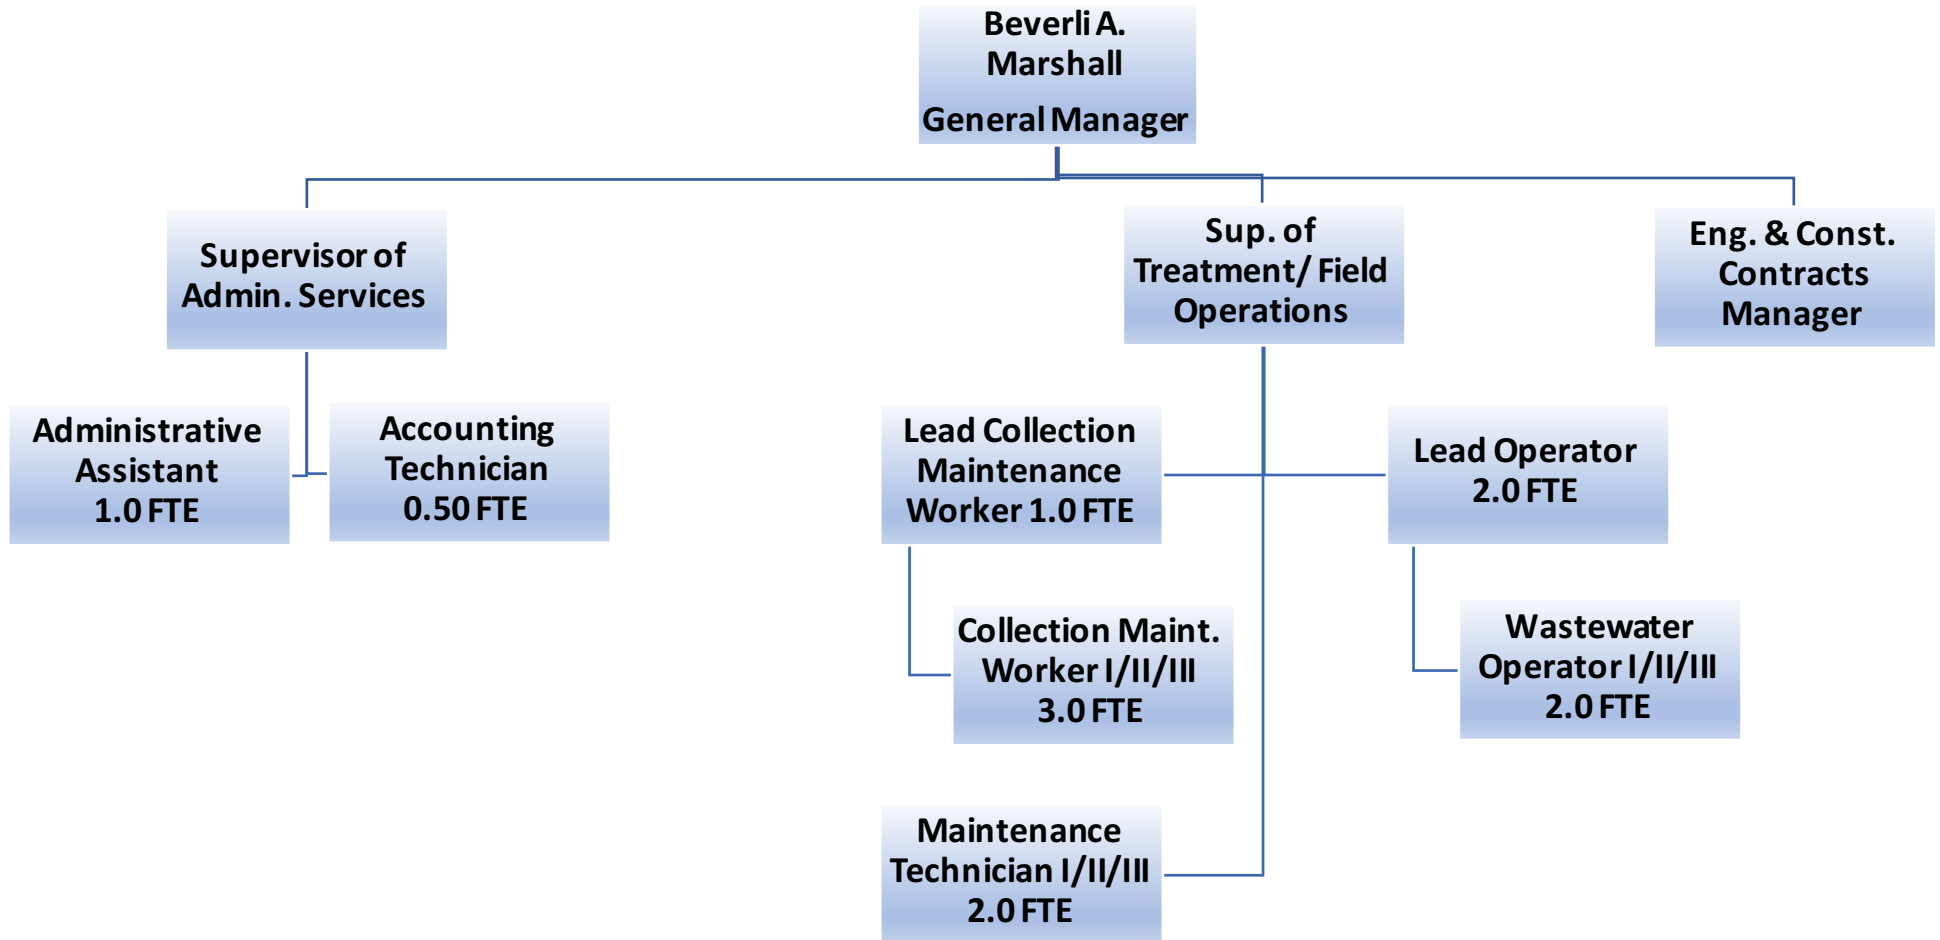 Beverli A.
Marshall
General Manager
Supervisor of
Admin. Services
Sup. of
Treatment/ Field
Operations
Eng. & Const.
Contracts
Manager
Administrative
Assistant
1.0 FTE
Accounting
Technician
0.50 FTE
Lead Collection
Maintenance
Worker 1.0 FTE
Lead Operator
2.0 FTE
Collection Maint.
Worker I/II/III
3.0 FTE
Wastewater
Operator I/II/III
2.0 FTE
Maintenance
Technician I/II/III
2.0 FTE